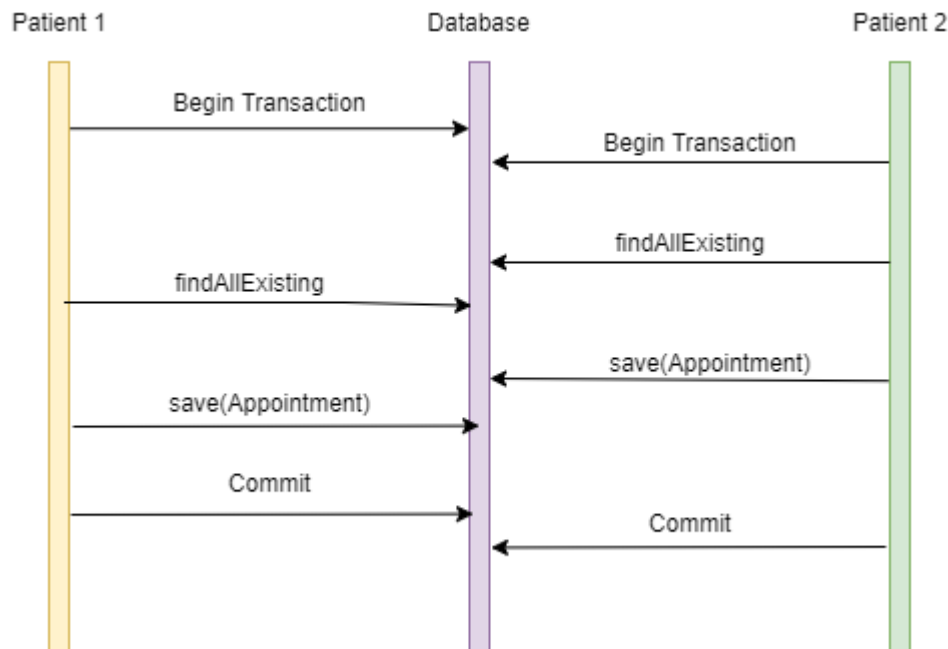 Patient 1
Database
Patient 2
Begin Transaction
Begin Transaction
findAllExisting
findAllExisting
save(Appointment)
save(Appointment)
Commit
Commit